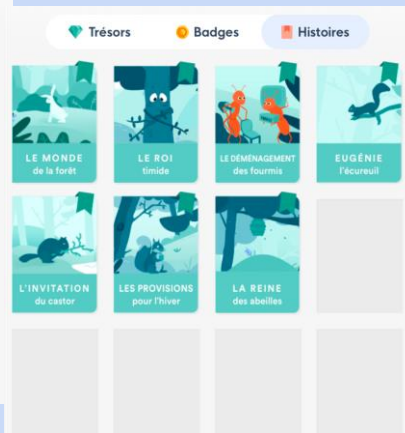 Trésors
Badges
Histoires
LE MONDE
de la forêt
LE ROI
timide
LE DÉMÉNAGEMENT
des fourmis
EUGÉNIE
l'écureuil
L'INVITATION
du castor
LES PROVISIONS
pour l'hiver
LA REINE
des abeilles